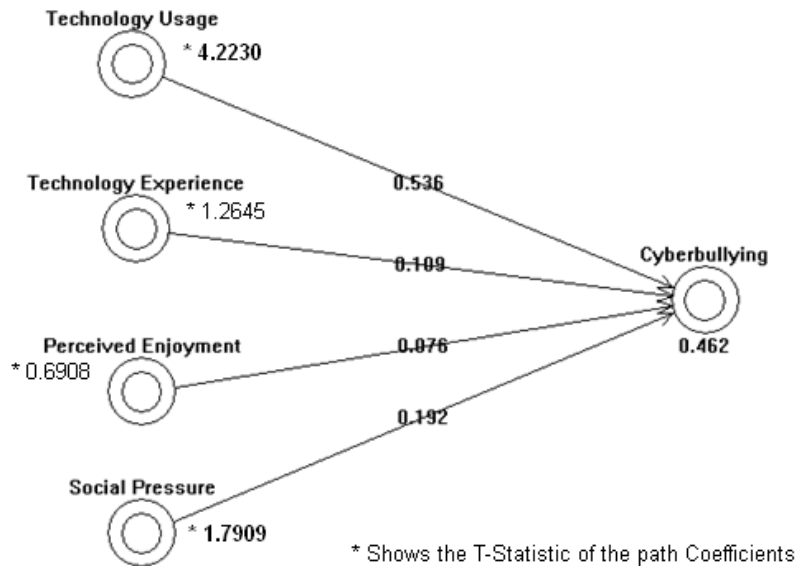 Technology Usage
* 4.2230
0.536
Technology Experience
* 1.2645
0.109
Cyberbullying
0.462
Perceived Enjoyment
* 0.6908
0.076
0.192
Social Pressure
* 1.7909
* Shows the T-Statistic of the path Coefficients